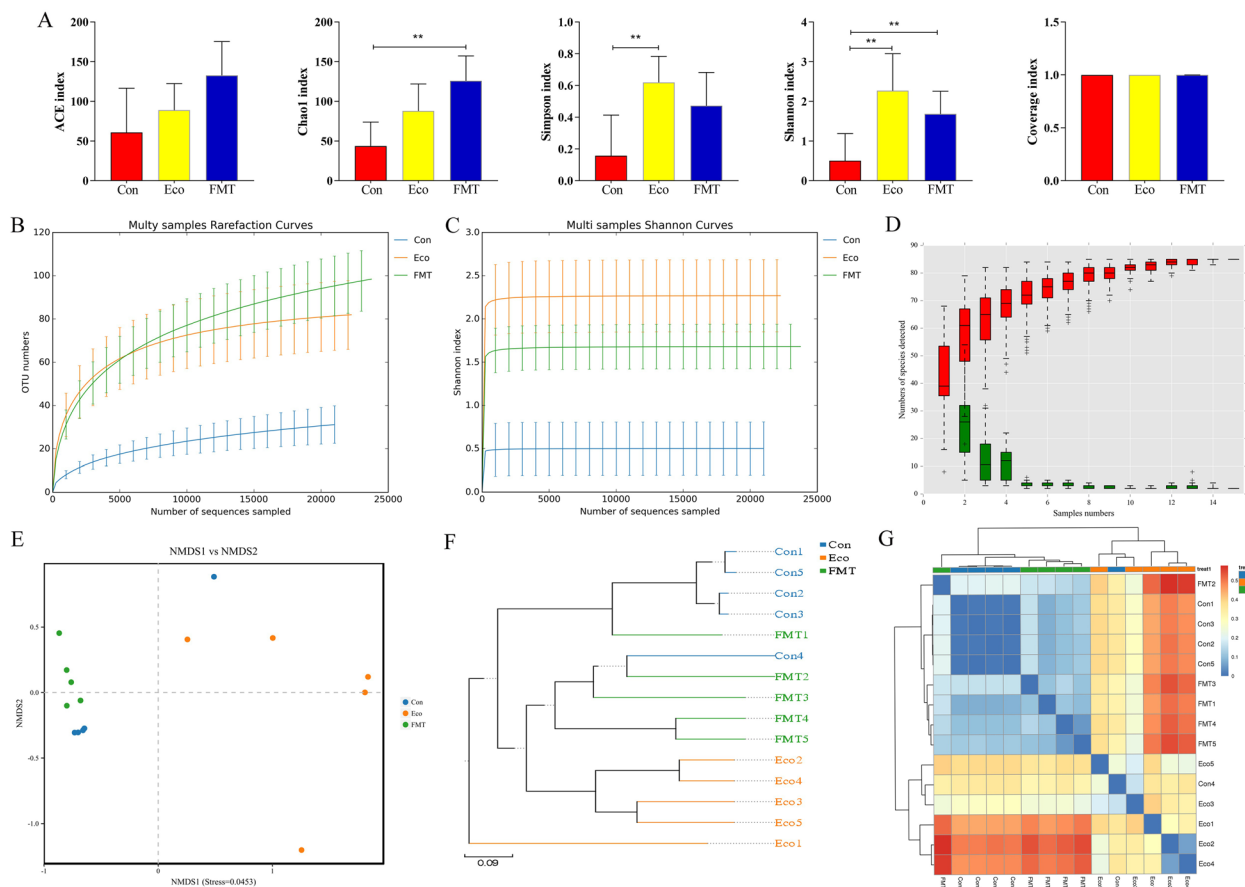 A
ACE index
200
150
100
50
0
Con
Eco
FMT
Chao1 index
200
150
100
50
0
**
Con
Eco
FMT
Simpson index
1.0
0.8
0.6
0.4
0.2
0.0
**
Con
Eco
FMT
Shannon index
4
3
2
1
0
**
**
Con
Eco
FMT
Coverage index
1.5
1.0
0.5
0.0
Con
Eco
FMT
B
Multy samples Rarefaction Curves
OTU numbers
120
100
80
60
40
20
0
0
5000
10000
15000
20000
25000
Number of sequences sampled
Con
Eco
FMT
C
Multi samples Shannon Curves
Shannon index
3.0
2.5
2.0
1.5
1.0
0.5
0.0
0
5000
10000
15000
20000
25000
Number of sequences sampled
Con
Eco
FMT
D
Numbers of species detected
90
80
70
60
50
40
30
20
10
0
0
2
4
6
8
10
12
14
Samples numbers
E
NMDS1 vs NMDS2
NMDS2
0.5
0.0
-0.5
-1.0
-1
0
1
NMDS1 (Stress=0.0453)
Con
Eco
FMT
F
Con1
Con5
Con2
Con3
FMT1
Con4
FMT2
FMT3
FMT4
FMT5
Eco2
Eco4
Eco3
Eco5
Eco1
0.09
Con
Eco
FMT
G
treat1
FMT2
Con1
Con3
Con2
Con5
FMT3
FMT1
FMT4
FMT5
Eco5
Con4
Eco3
Eco1
Eco2
Eco4
0.5
0.4
0.3
0.2
0.1
0